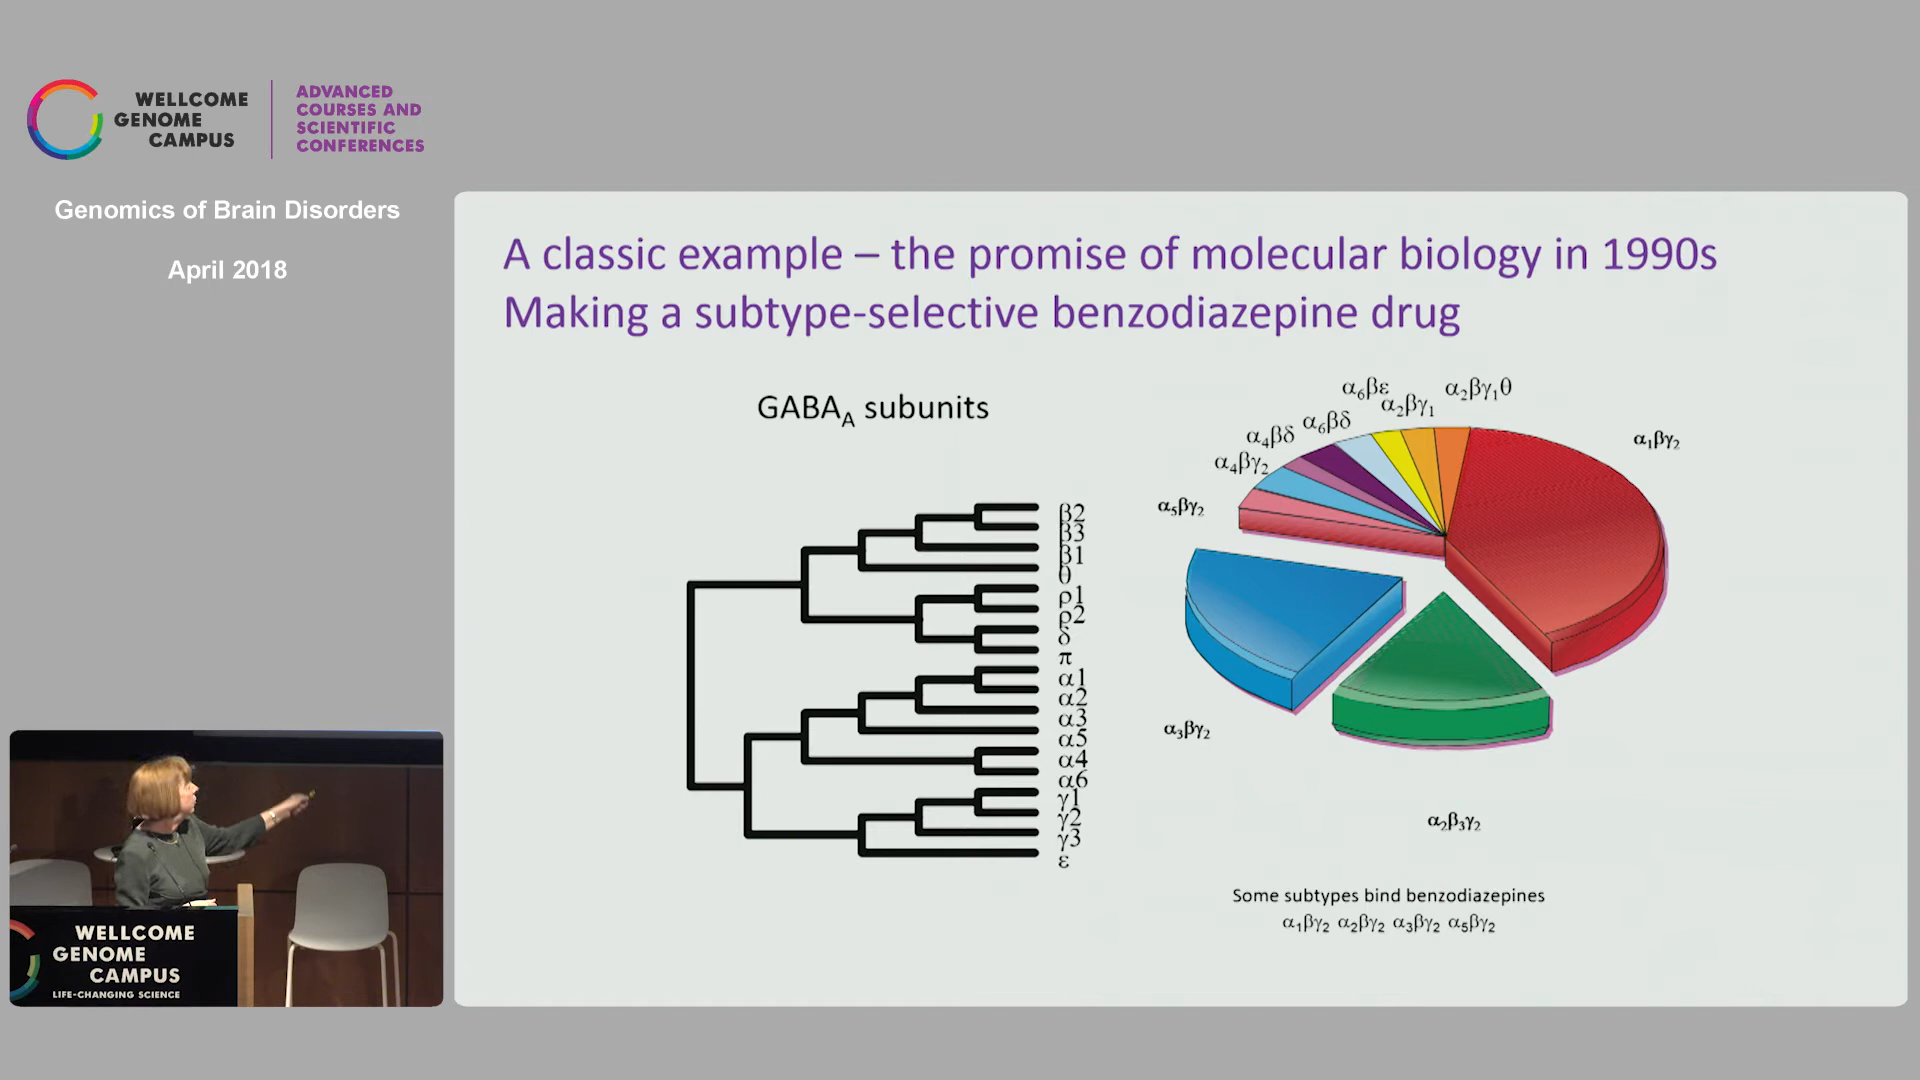 WELLCOME
GENOME
CAMPUS
ADVANCED
COURSES AND
SCIENTIFIC
CONFERENCES
Genomics of Brain Disorders
April 2018
A classic example – the promise of molecular biology in 1990s
Making a subtype-selective benzodiazepine drug
GABA_A subunits
β2
β3
β1
θ
ρ1
ρ2
δ
π
α1
α2
α3
α5
α4
α6
γ1
γ2
γ3
ε
α₆βε
α₂βγ₁θ
α₂βγ₁
α₆βδ
α₄βδ
α₁βγ₂
α₄βγ₂
α₅βγ₂
α₃βγ₂
α₂β₃γ₂
Some subtypes bind benzodiazepines
α₁βγ₂ α₂βγ₂ α₃βγ₂ α₅βγ₂
WELLCOME
GENOME
CAMPUS
LIFE-CHANGING SCIENCE